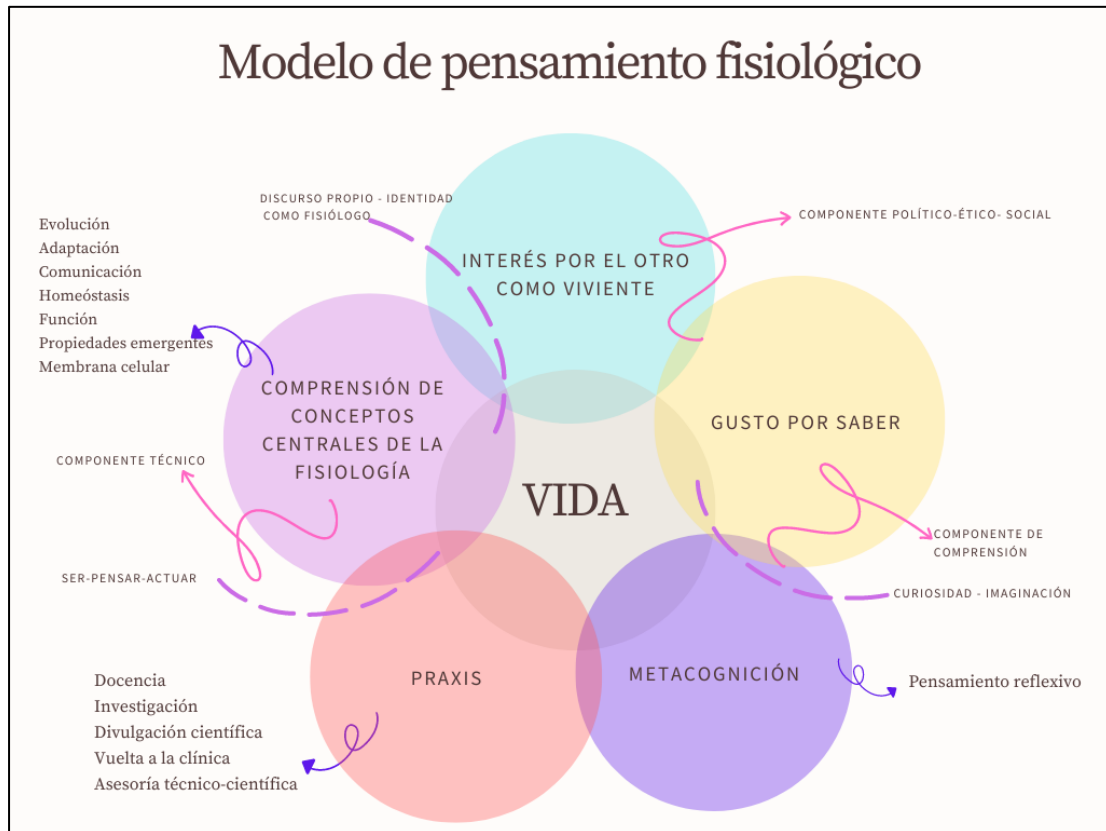 Modelo de pensamiento fisiológico
DISCURSO PROPIO - IDENTIDAD
COMO FISIÓLOGO
COMPONENTE POLÍTICO-ÉTICO- SOCIAL
Evolución
Adaptación
Comunicación
Homeóstasis
Función
Propiedades emergentes
Membrana celular
INTERÉS POR EL OTRO
COMO VIVIENTE
COMPRENSIÓN DE
CONCEPTOS
CENTRALES DE LA
FISIOLOGÍA
GUSTO POR SABER
COMPONENTE TÉCNICO
VIDA
COMPONENTE DE
COMPRENSIÓN
SER-PENSAR-ACTUAR
CURIOSIDAD - IMAGINACIÓN
PRAXIS
METACOGNICIÓN
Pensamiento reflexivo
Docencia
Investigación
Divulgación científica
Vuelta a la clínica
Asesoría técnico-científica